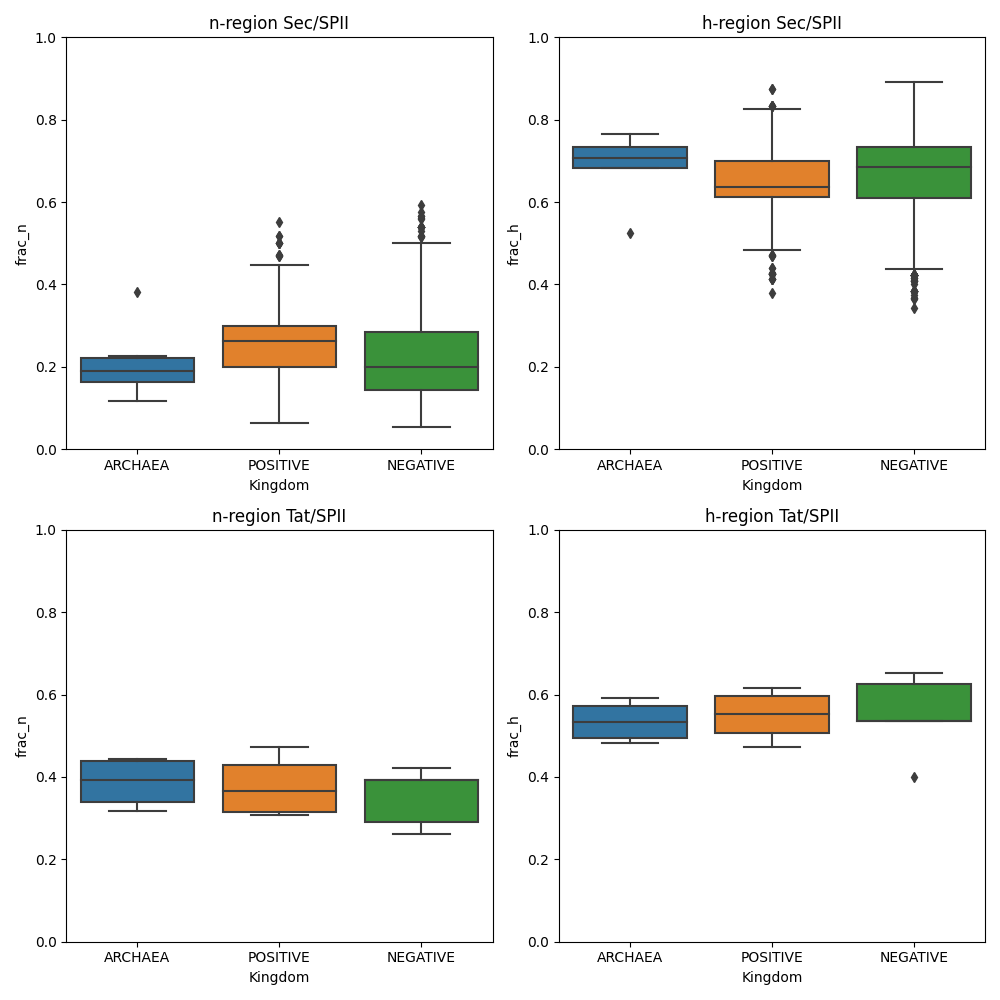 n-region Sec/SPII
frac_n
1.0
0.8
0.6
0.4
0.2
0.0
ARCHAEA POSITIVE NEGATIVE
Kingdom
h-region Sec/SPII
frac_h
1.0
0.8
0.6
0.4
0.2
0.0
ARCHAEA POSITIVE NEGATIVE
Kingdom
n-region Tat/SPII
frac_n
1.0
0.8
0.6
0.4
0.2
0.0
ARCHAEA POSITIVE NEGATIVE
Kingdom
h-region Tat/SPII
frac_h
1.0
0.8
0.6
0.4
0.2
0.0
ARCHAEA POSITIVE NEGATIVE
Kingdom